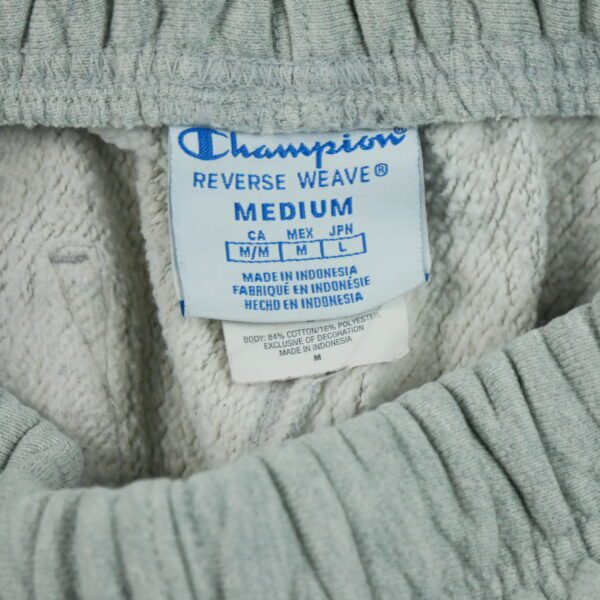 Champion®
REVERSE WEAVE®
MEDIUM
CA MEX JPN
M/M M L
MADE IN INDONESIA
FABRIQUÉ EN INDONÉSIE
HECHO EN INDONESIA
BODY: 84% COTTON/16% POLYESTER
EXCLUSIVE OF DECORATION
MADE IN INDONESIA
M